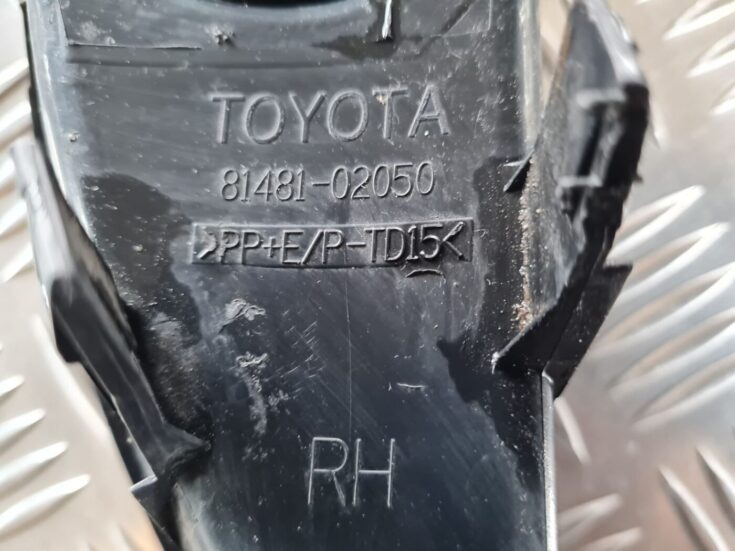 TOYOTA
81481-02050
>PP+E/P-TD15<
RH